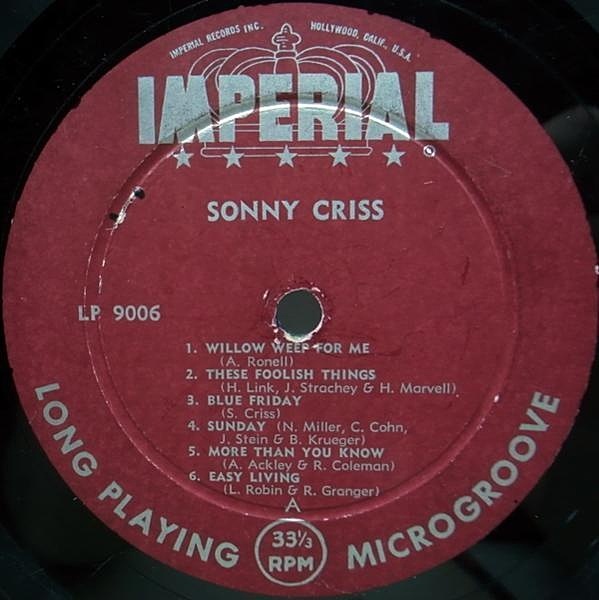 IMPERIAL RECORDS INC. HOLLYWOOD, CALIF., U.S.A.
IMPERIAL
SONNY CRISS
LP 9006
1. WILLOW WEEP FOR ME
(A. Ronell)
2. THESE FOOLISH THINGS
(H. Link, J. Strachey & H. Marvell)
3. BLUE FRIDAY
(S. Criss)
4. SUNDAY (N. Miller, C. Cohn,
J. Stein & B. Krueger)
5. MORE THAN YOU KNOW
(A. Ackley & R. Coleman)
6. EASY LIVING
(L. Robin & R. Granger)
A
LONG PLAYING 33⅓ RPM MICROGROOVE